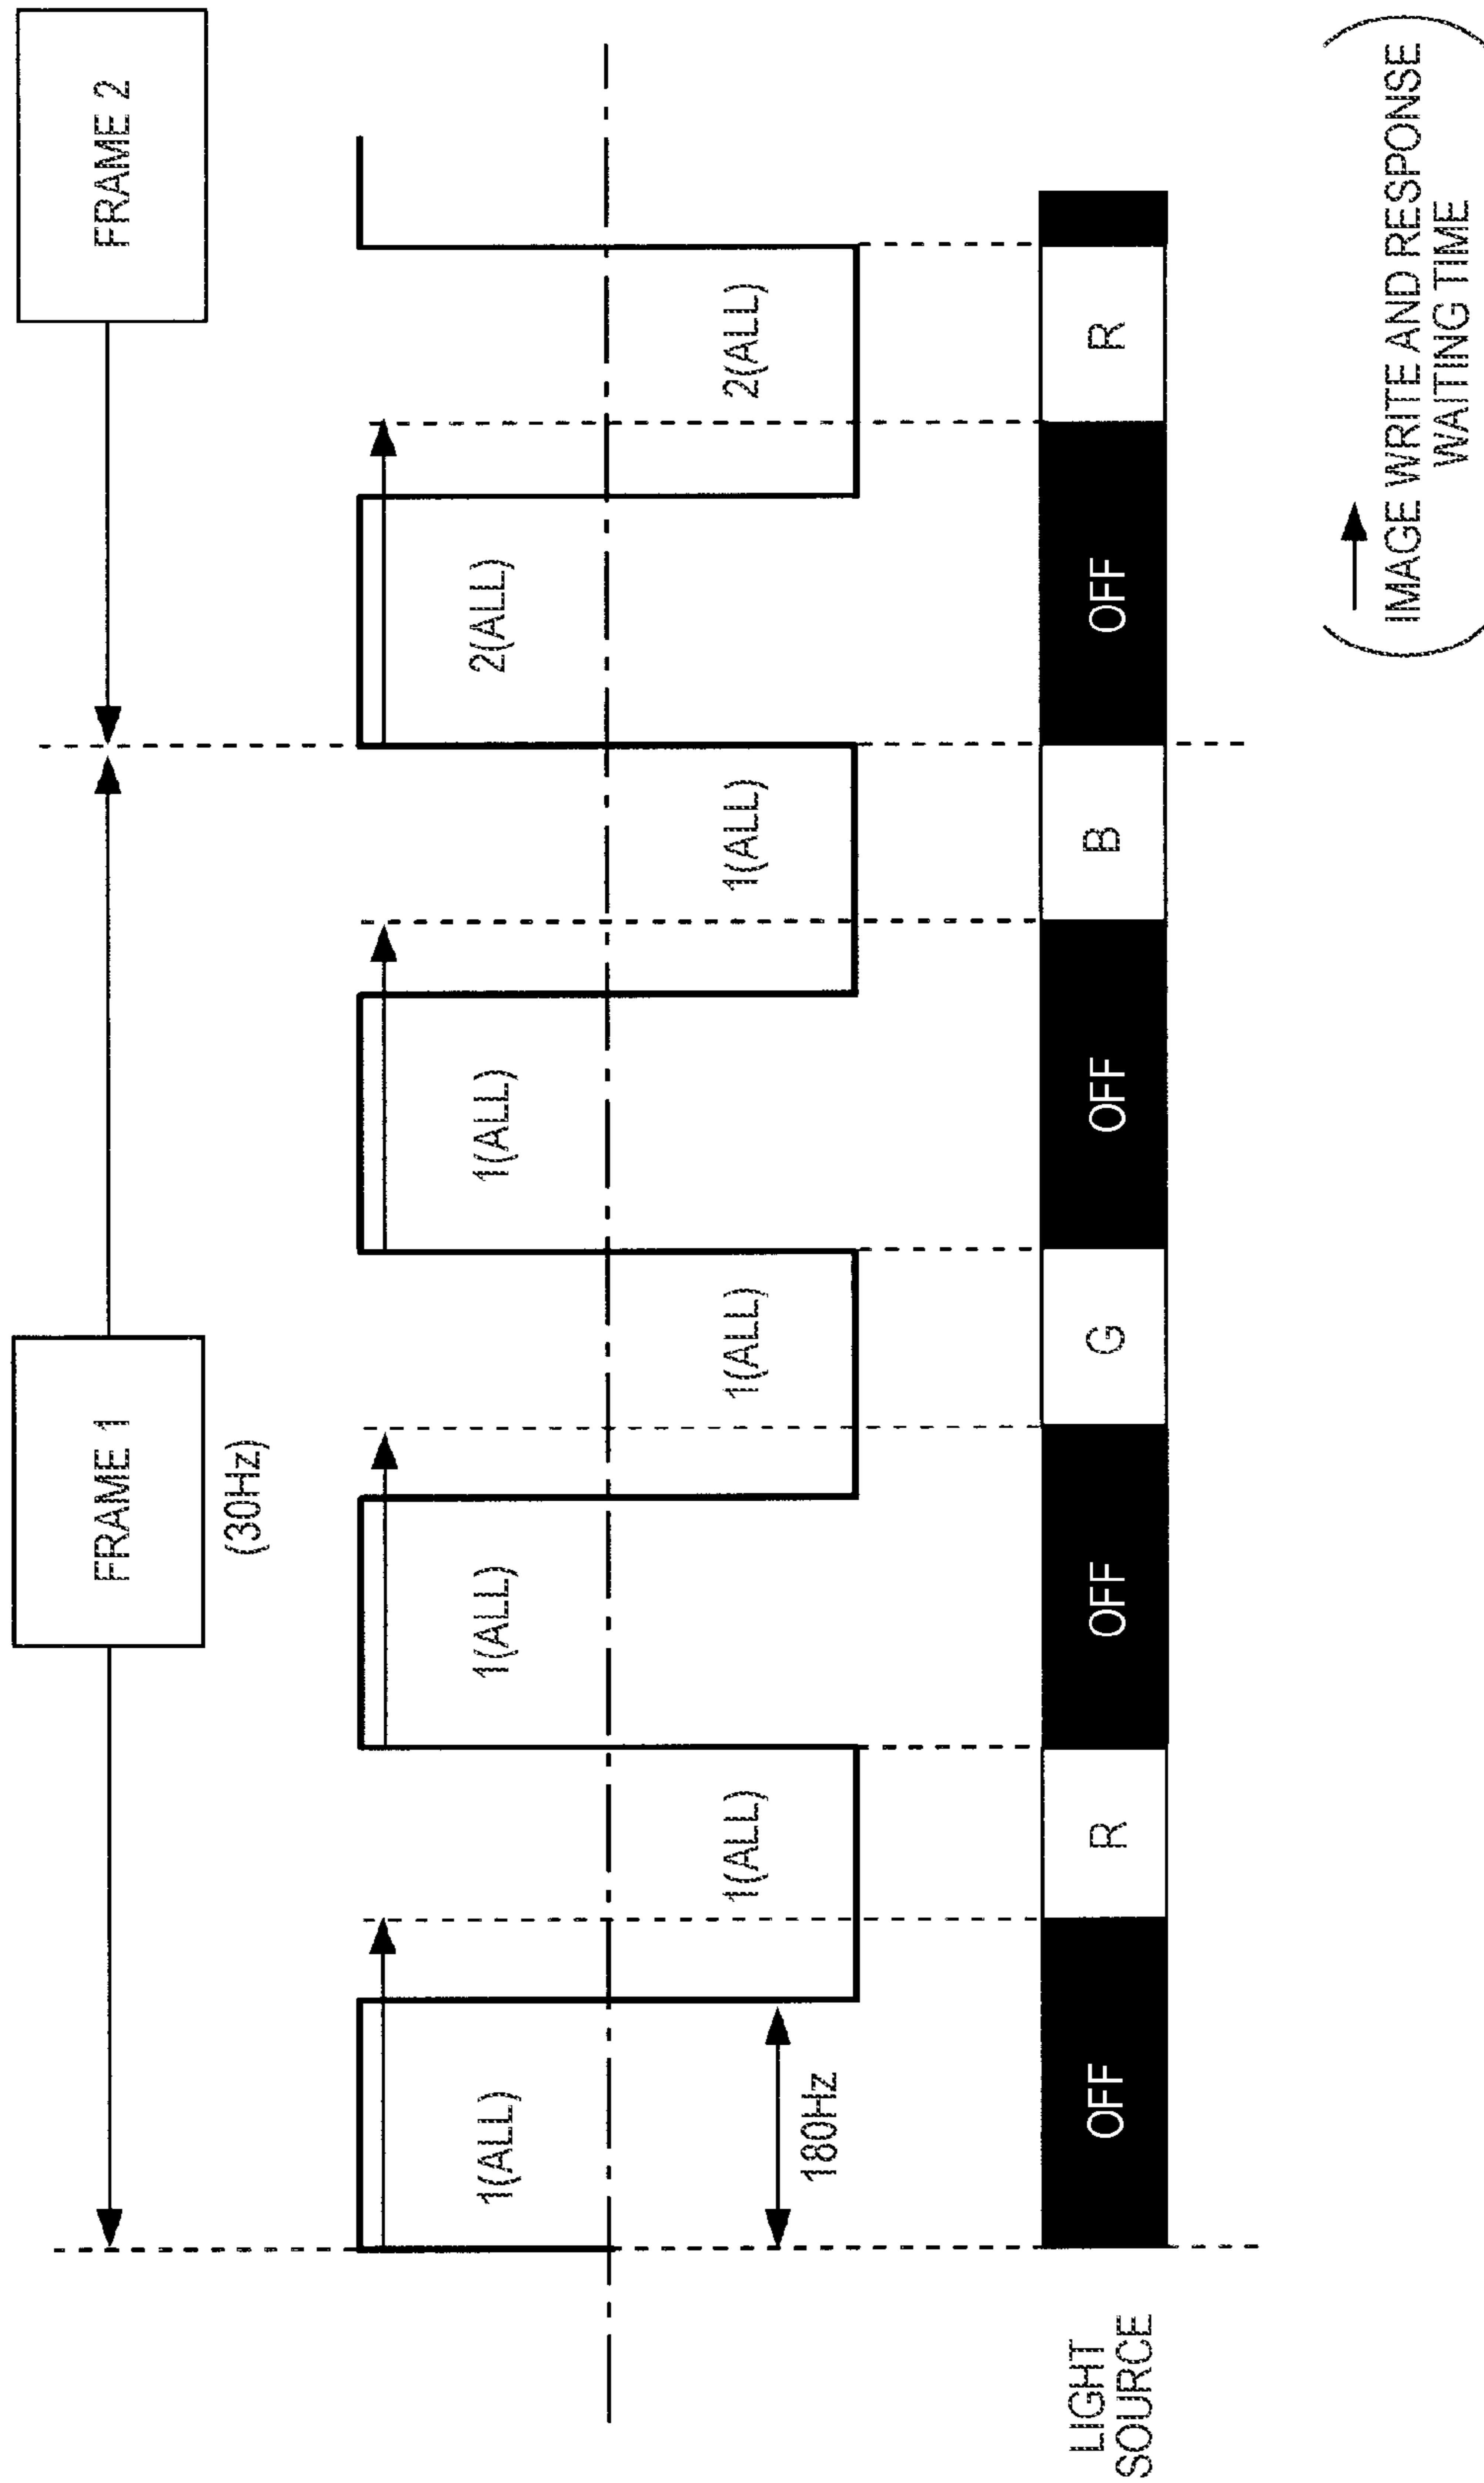 FRAME 1
FRAME 2
(30Hz)
1(ALL)
1(ALL)
1(ALL)
2(ALL)
1(ALL)
1(ALL)
1(ALL)
2(ALL)
180Hz
LIGHT
SOURCE
OFF
R
OFF
G
OFF
B
OFF
R
IMAGE WRITE AND RESPONSE
WAITING TIME